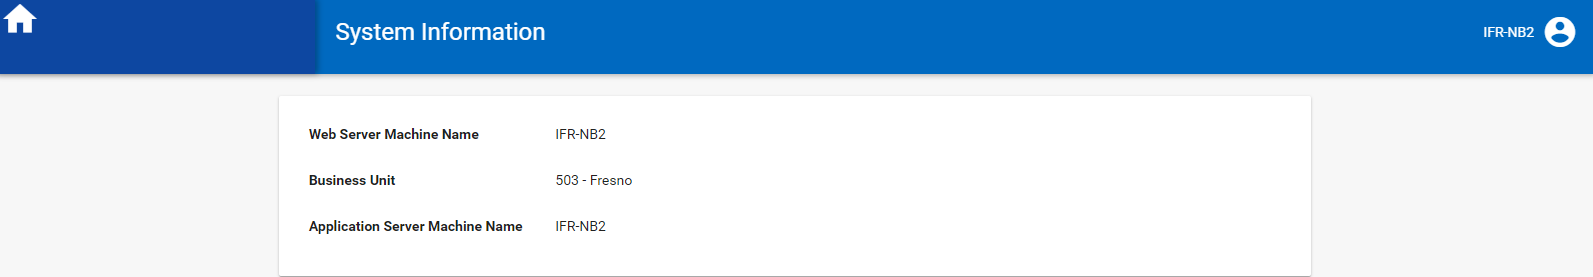 System Information
IFR-NB2
Web Server Machine Name IFR-NB2
Business Unit 503 - Fresno
Application Server Machine Name IFR-NB2